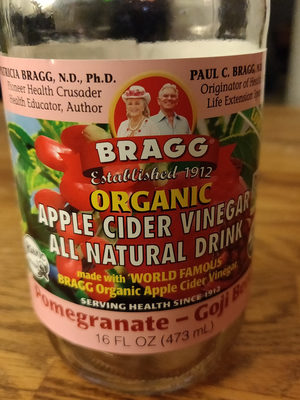 PATRICIA BRAGG, N.D., Ph.D.
Pioneer Health Crusader
Health Educator, Author
PAUL C. BRAGG, N.D.
Originator of Health
Life Extension
BRAGG
Established 1912
ORGANIC
APPLE CIDER VINEGAR
ALL NATURAL DRINK
made with 'WORLD FAMOUS'
BRAGG Organic Apple Cider Vinegar
SERVING HEALTH SINCE 1912
Pomegranate – Goji
16 FL OZ (473 mL)